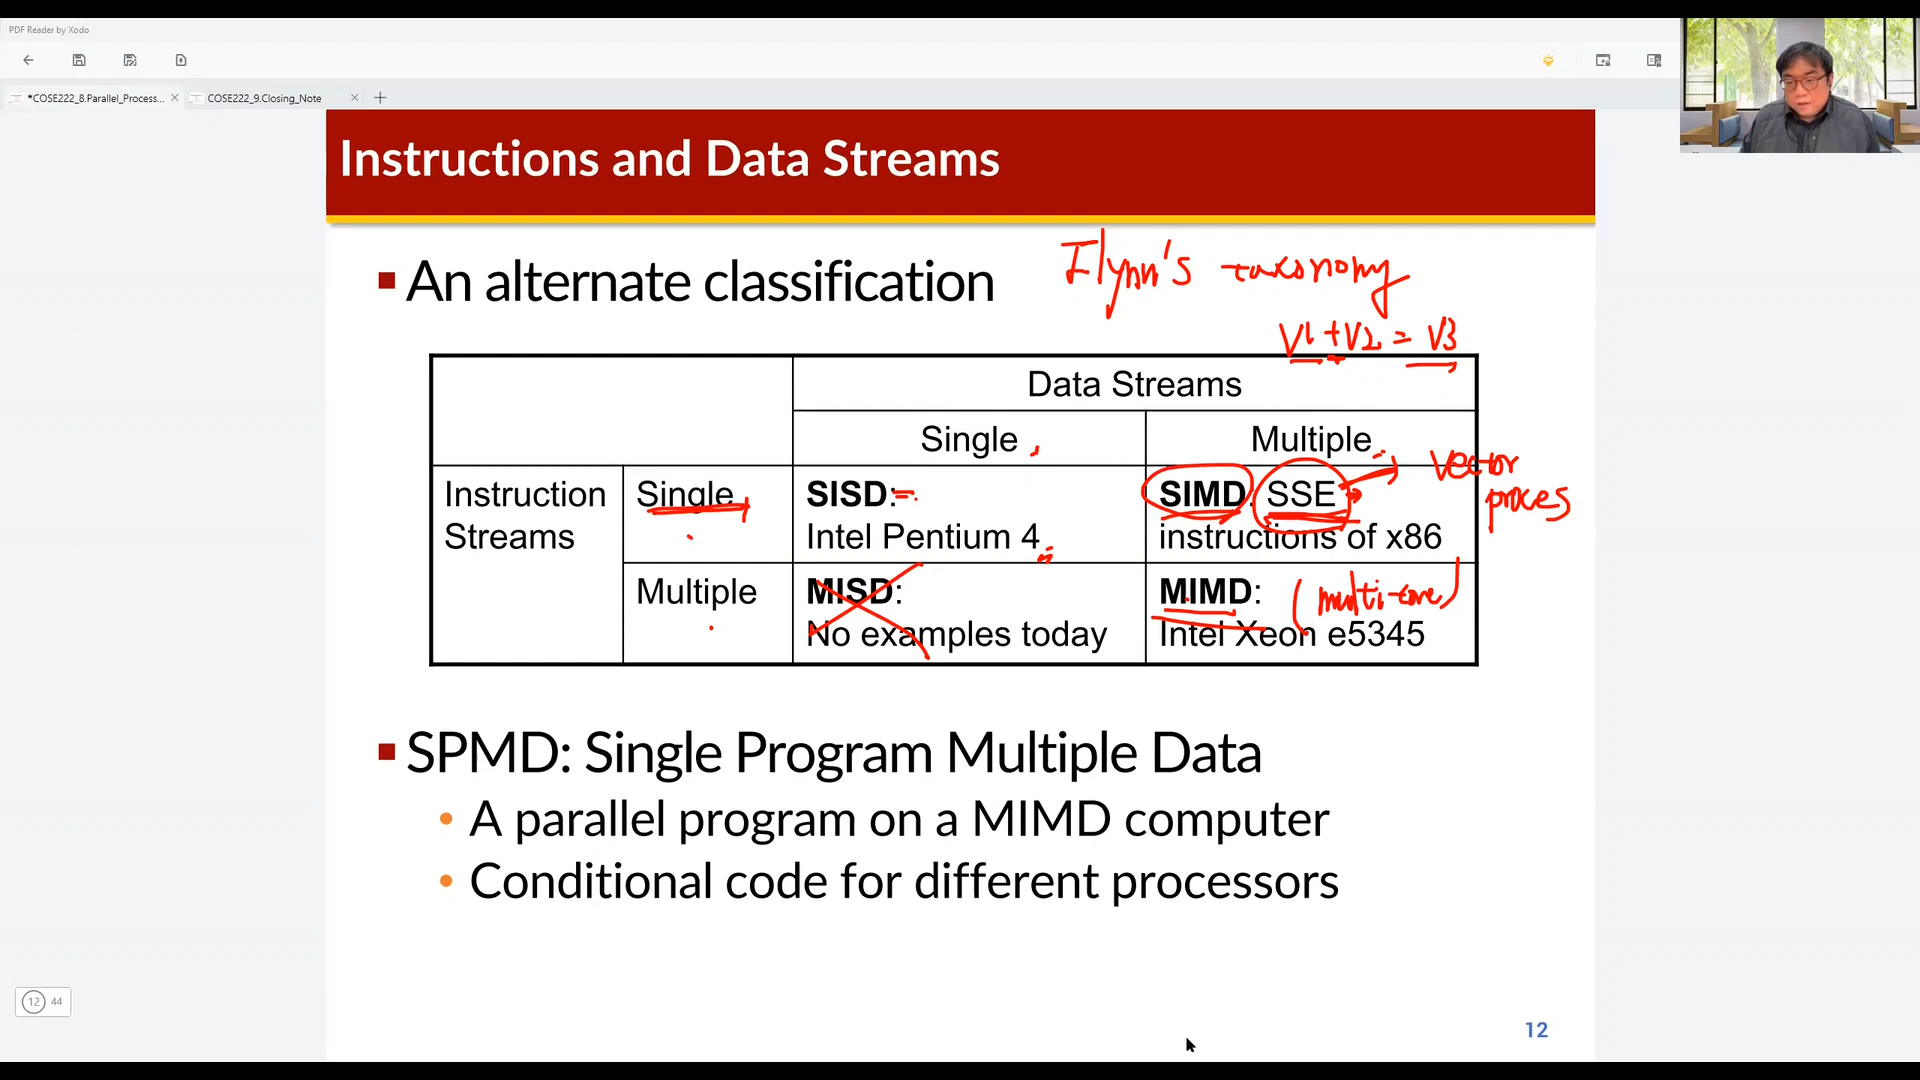 PDF Reader by Xodo
*COSE222_8.Parallel_Process...
COSE222_9.Closing_Note
Instructions and Data Streams
An alternate classification
Flynn's taxonomy
V1 + V2 = V3
Data Streams
Single
Multiple
Instruction Streams
Single
SISD:
Intel Pentium 4
SIMD: SSE
instructions of x86
Vector
proces
Multiple
MISD:
No examples today
MIMD: (multi-core)
Intel Xeon e5345
SPMD: Single Program Multiple Data
A parallel program on a MIMD computer
Conditional code for different processors
12 44
12